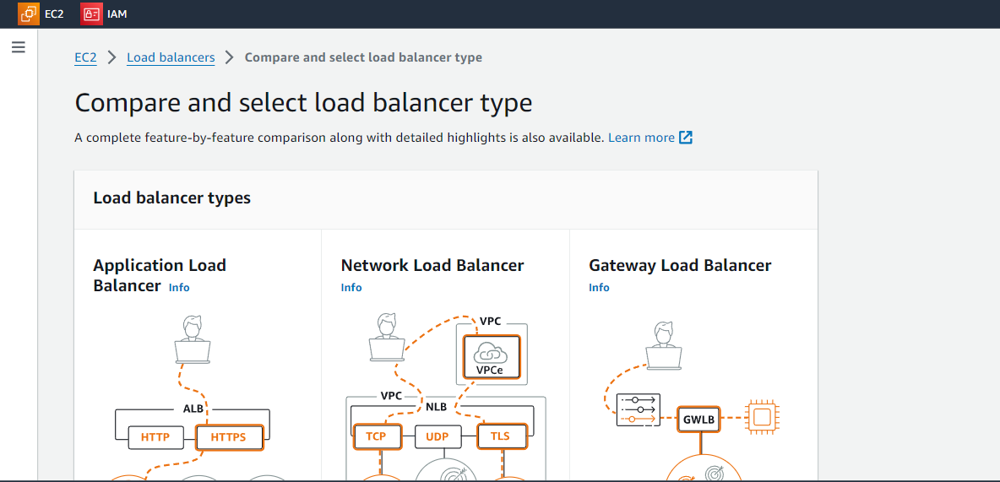 EC2 IAM
EC2 Load balancers Compare and select load balancer type
Compare and select load balancer type
A complete feature-by-feature comparison along with detailed highlights is also available. Learn more
Load balancer types
Application Load
Balancer Info
ALB
HTTP HTTPS
Network Load Balancer
Info
VPC
VPCe
VPC
NLB
TCP UDP TLS
Gateway Load Balancer
Info
GWLB